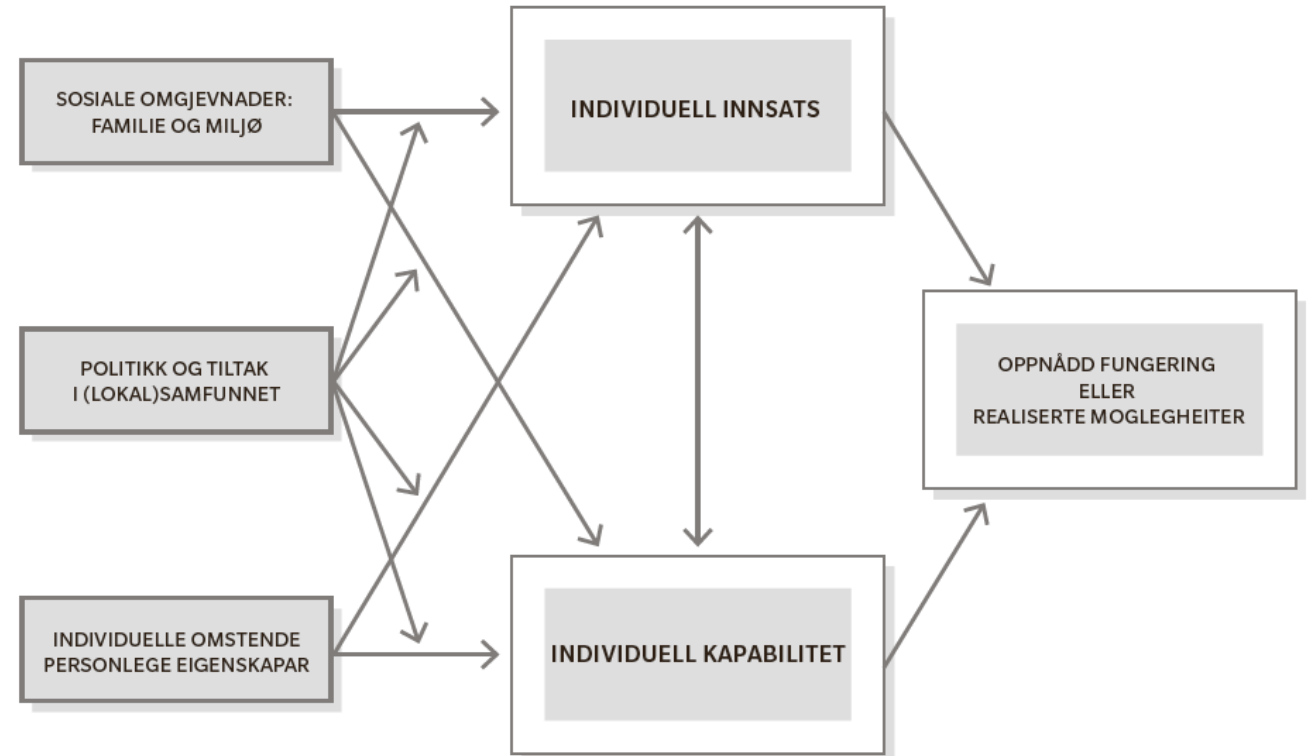 SOSIALE OMGJEVNADER:
FAMILIE OG MILJØ
INDIVIDUELL INNSATS
POLITIKK OG TILTAK
I (LOKAL)SAMFUNNET
OPPNÅDD FUNGERING
ELLER
REALISERTE MOGLEGHEITER
INDIVIDUELLE OMSTENDE
PERSONLEGE EIGENSKAPAR
INDIVIDUELL KAPABILITET